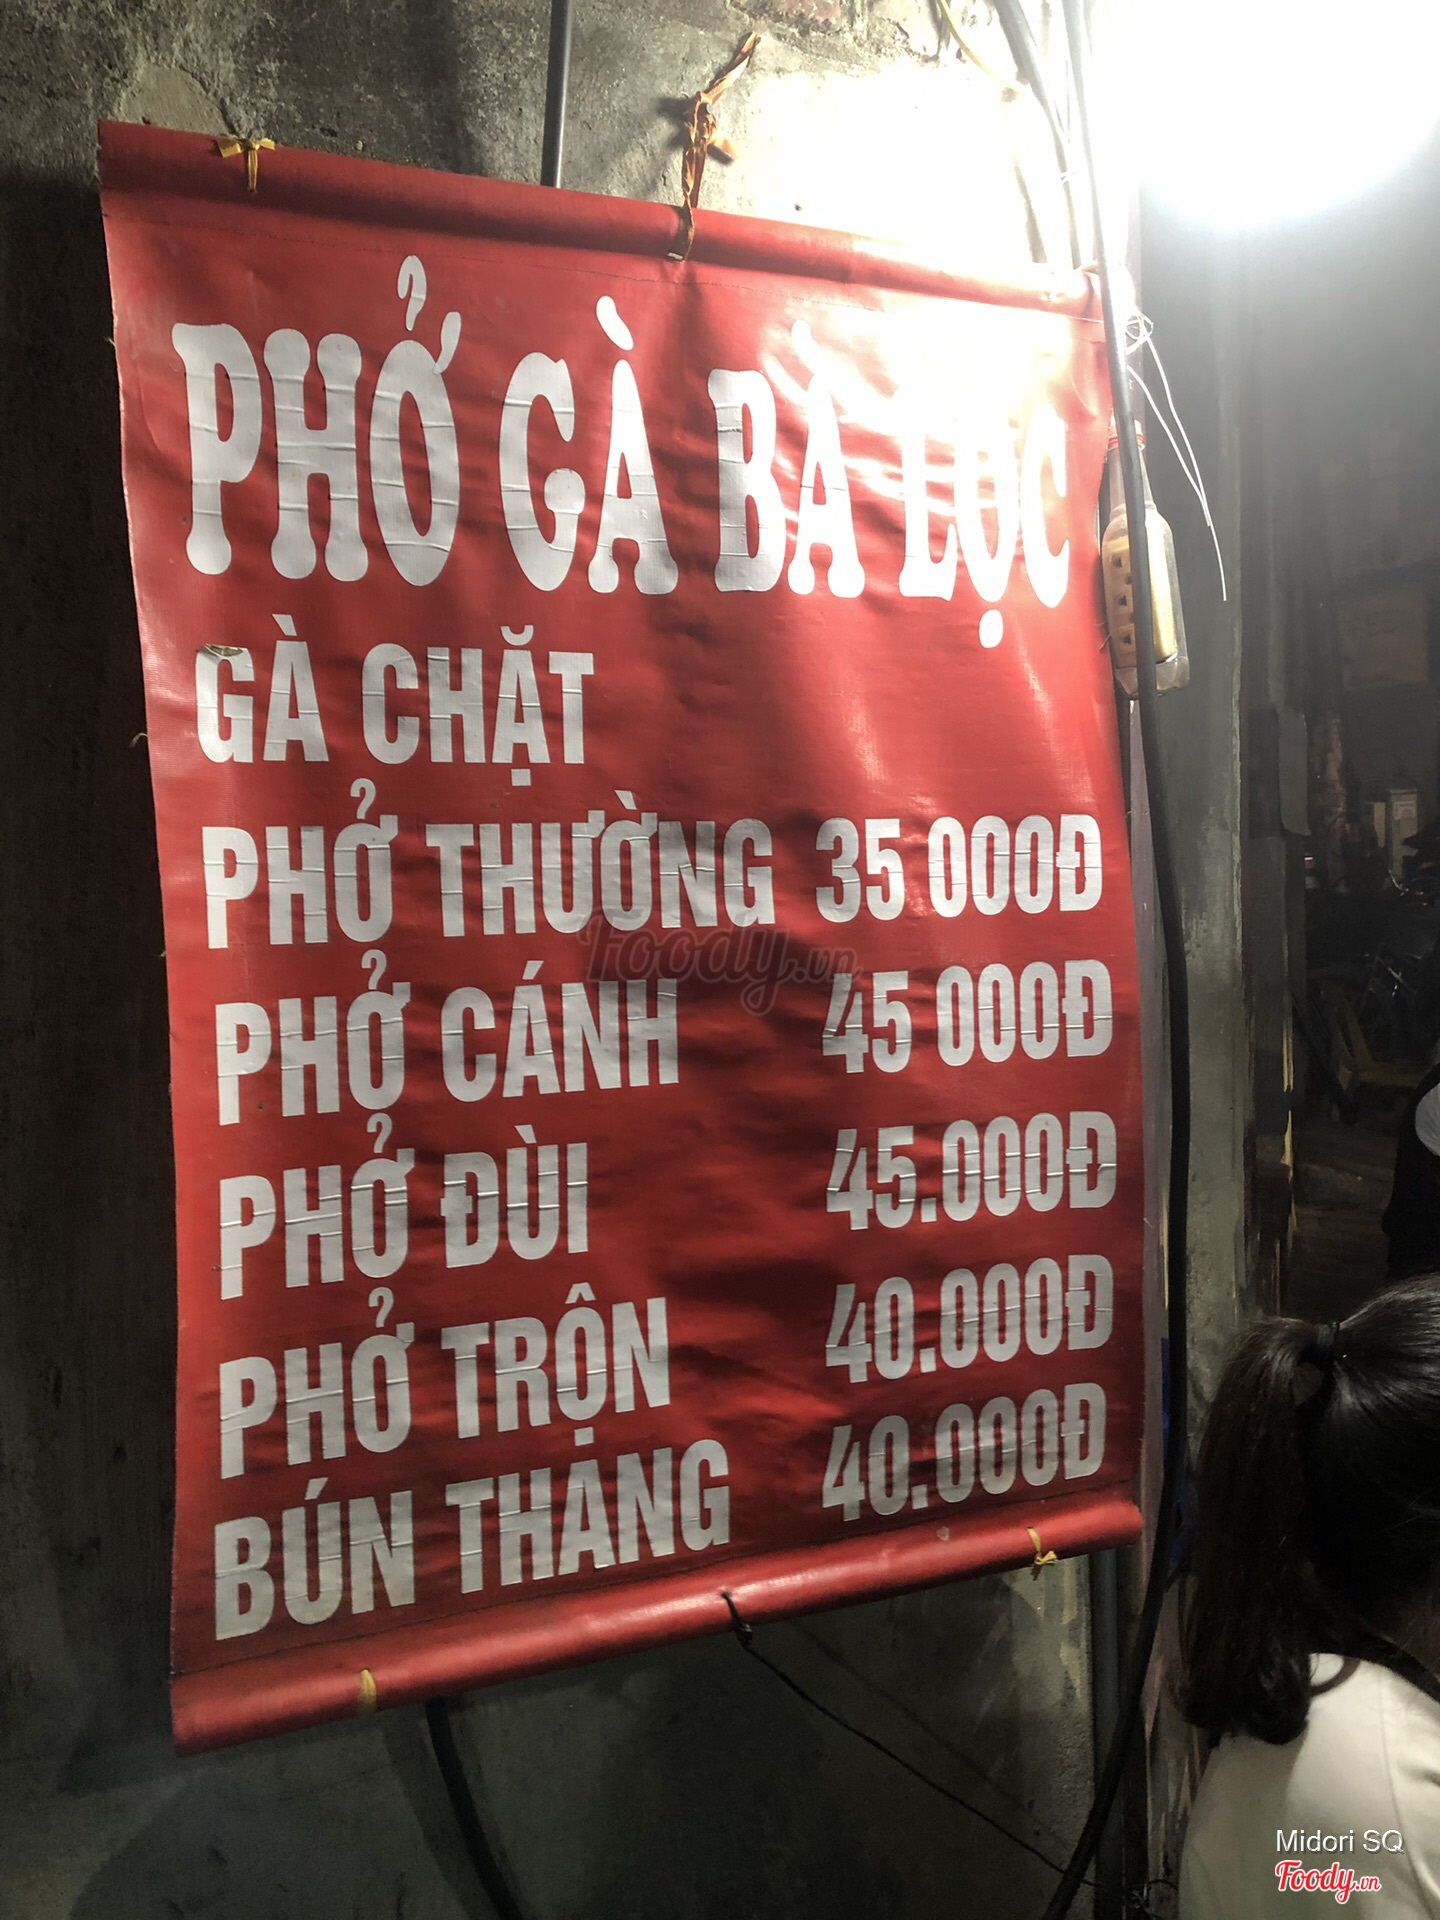 PHỞ GÀ BÀ LỌC
GÀ CHẶT
PHỞ THƯỜNG 35 000Đ
Foody.vn
PHỞ CÁNH 45 000Đ
PHỞ ĐÙI 45.000Đ
PHỞ TRỘN 40.000Đ
BÚN THANG 40.000Đ
Midori SQ
Foody.vn